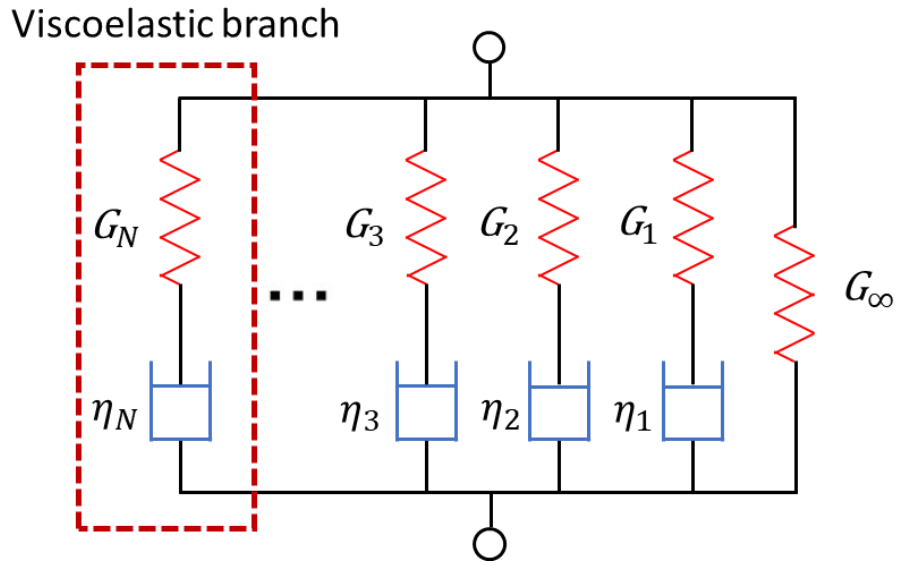 Viscoelastic branch
G_N G_3 G_2 G_1 G_∞
...
η_N η_3 η_2 η_1